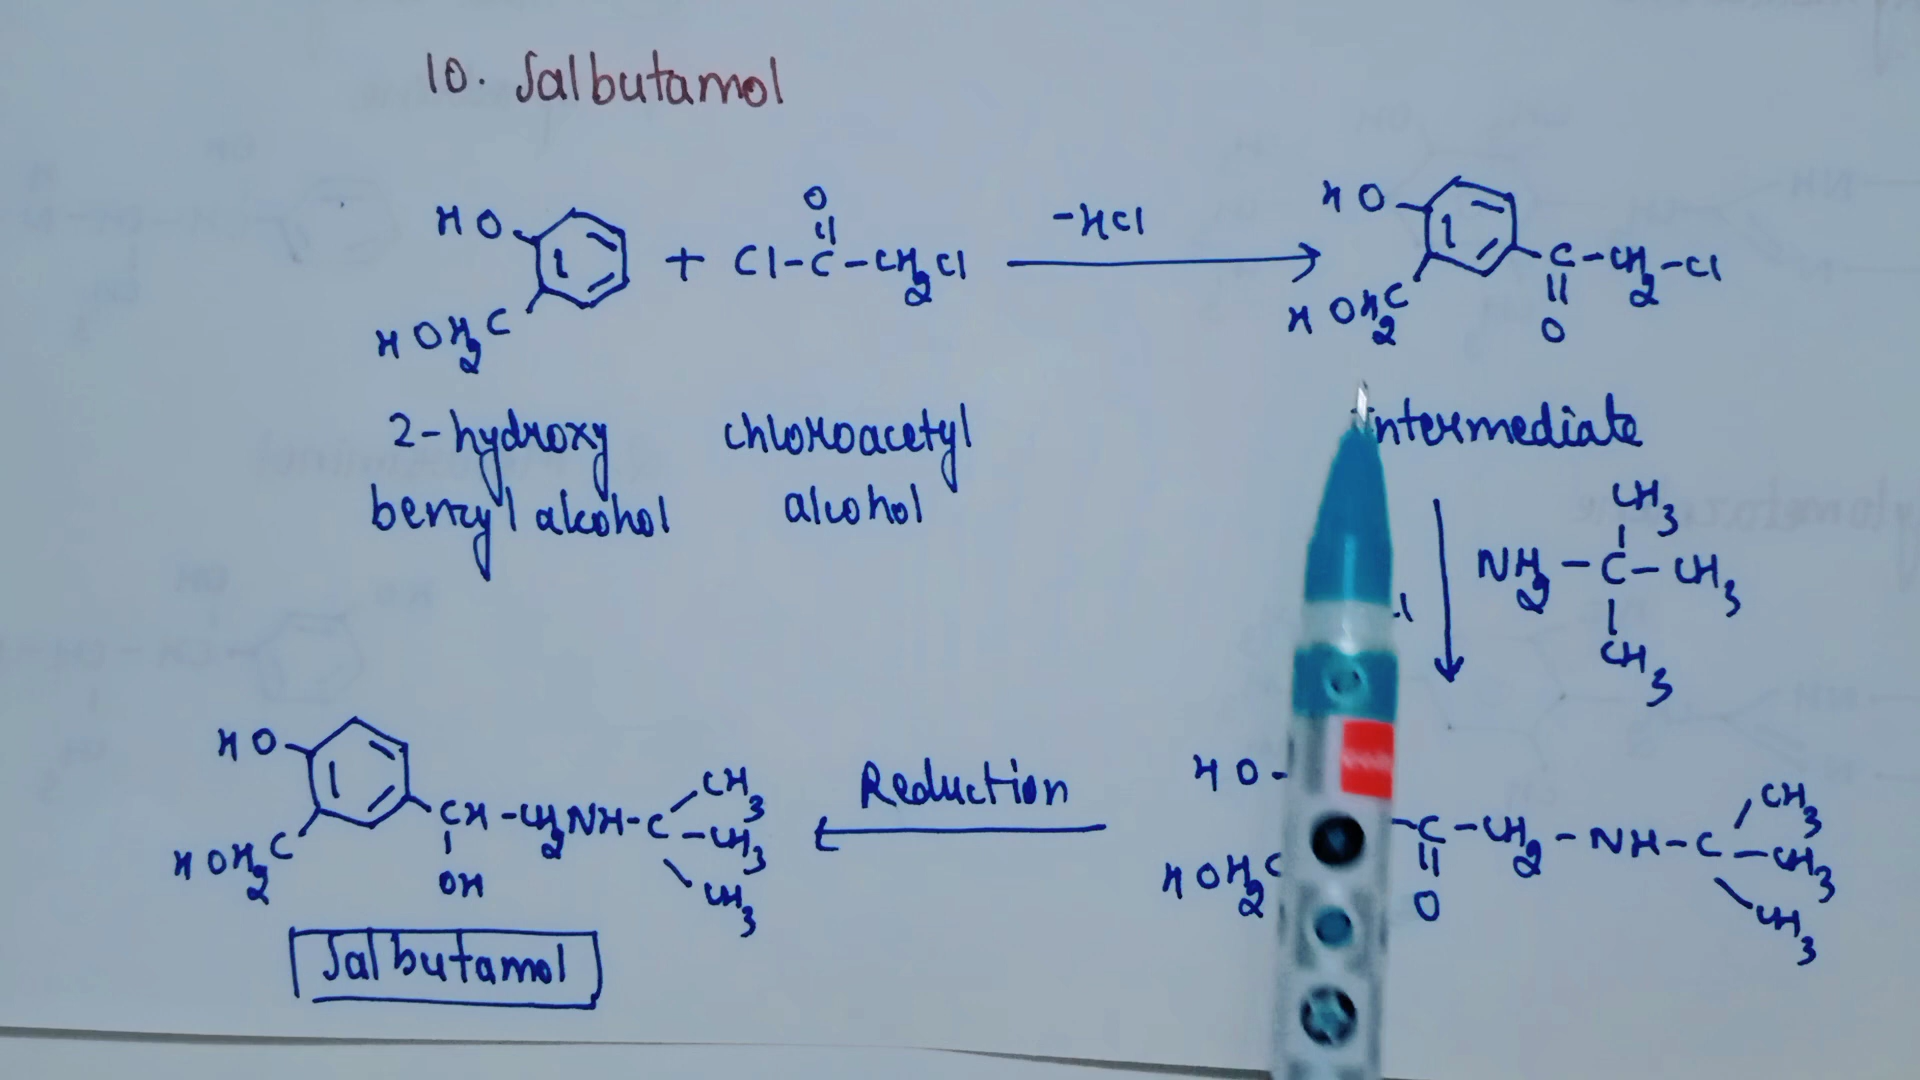 10. Salbutamol
HO
HOH₂C
+
Cl-C-CH₂Cl
O
-HCl
HO
HOH₂C
C-CH₂-Cl
O
2-hydroxy
benzyl alcohol
chloroacetyl
alcohol
Intermediate
NH₂-C-CH₃
CH₃
CH₃
HO
HOH₂C
CH-CH₂NH-C-CH₃
OH
CH₃
CH₃
Reduction
HO-
HOH₂C
-C-CH₂-NH-C-CH₃
O
CH₃
CH₃
Salbutamol